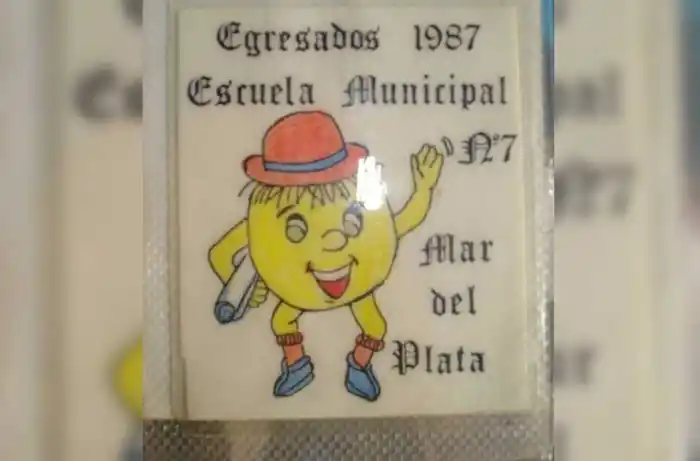 Egresados 1987
Escuela Municipal
Nº7
Mar
del
Plata